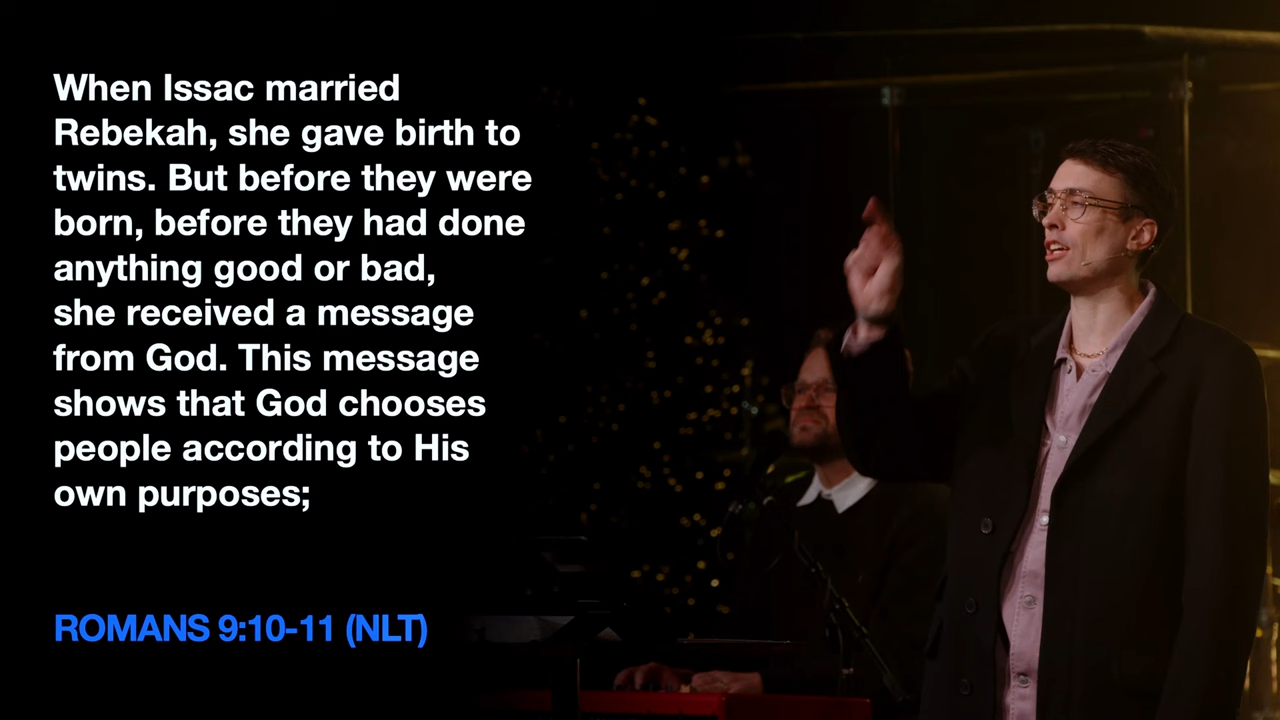 When Issac married
Rebekah, she gave birth to
twins. But before they were
born, before they had done
anything good or bad,
she received a message
from God. This message
shows that God chooses
people according to His
own purposes;
ROMANS 9:10-11 (NLT)